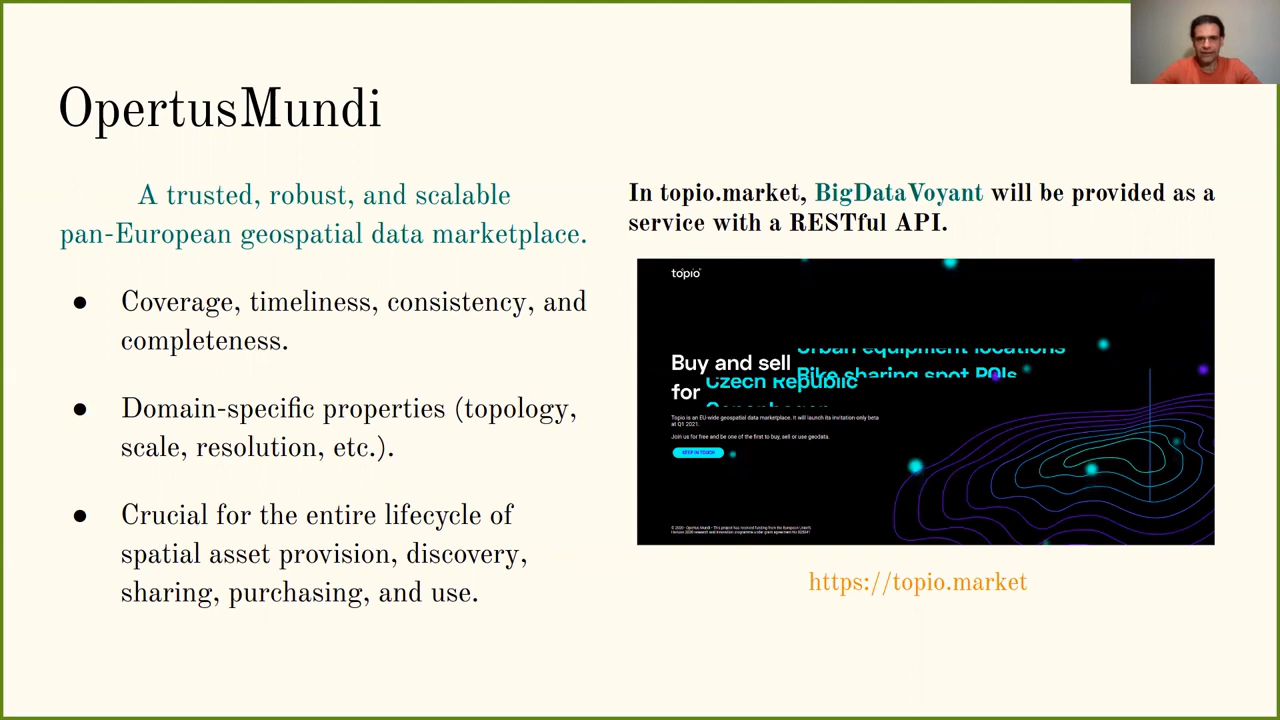 OpertusMundi
A trusted, robust, and scalable
pan-European geospatial data marketplace.
● Coverage, timeliness, consistency, and
completeness.
● Domain-specific properties (topology,
scale, resolution, etc.).
● Crucial for the entire lifecycle of
spatial asset provision, discovery,
sharing, purchasing, and use.
In topio.market, BigDataVoyant will be provided as a
service with a RESTful API.
topio
Buy and sell Urban equipment locations
Bike sharing spot POIs
for Czech Republic
Copenhagen
Topio is an EU-wide geospatial data marketplace. It will launch its invitation-only beta
at Q1 2021.
Join us for free and be one of the first to buy, sell or use geodata.
KEEP IN TOUCH
© 2020 - Opertus Mundi • This project has received funding from the European Union's
Horizon 2020 research and innovation programme under grant agreement No
https://topio.market